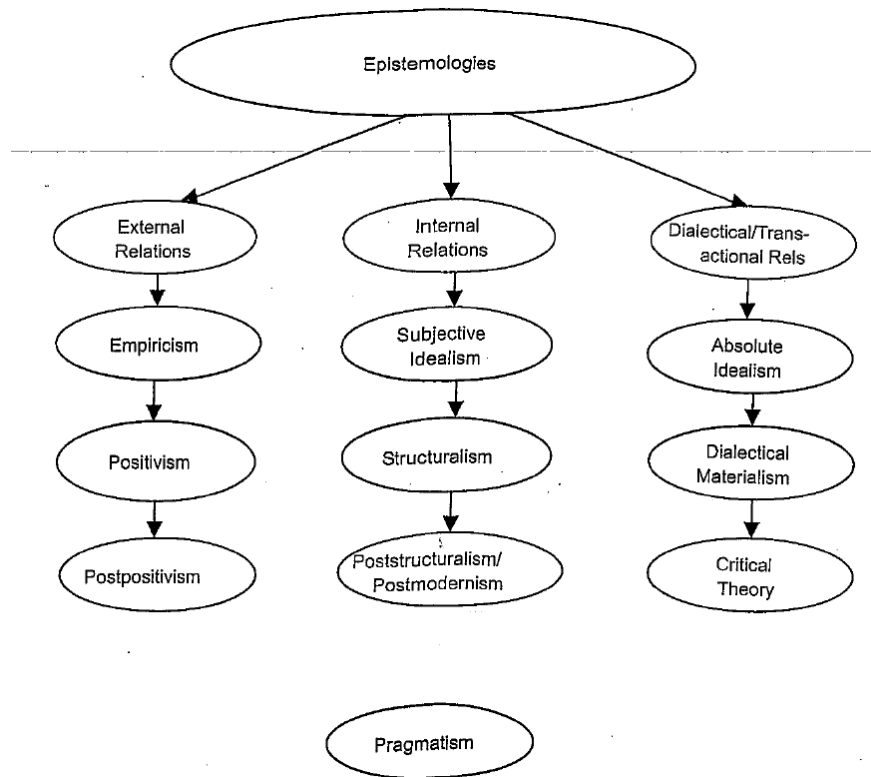 Epistemologies
External
Relations
Internal
Relations
Dialectical/Trans-
actional Rels
Empiricism
Subjective
Idealism
Absolute
Idealism
Positivism
Structuralism
Dialectical
Materialism
Postpositivism
Poststructuralism/
Postmodernism
Critical
Theory
Pragmatism